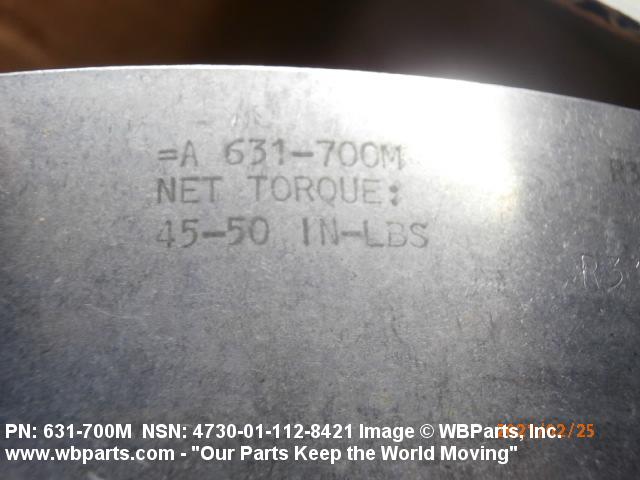 =A 631-700M
NET TORQUE:
45-50 IN-LBS
PN: 631-700M NSN: 4730-01-112-8421 Image © WBParts, Inc.
www.wbparts.com - "Our Parts Keep the World Moving"